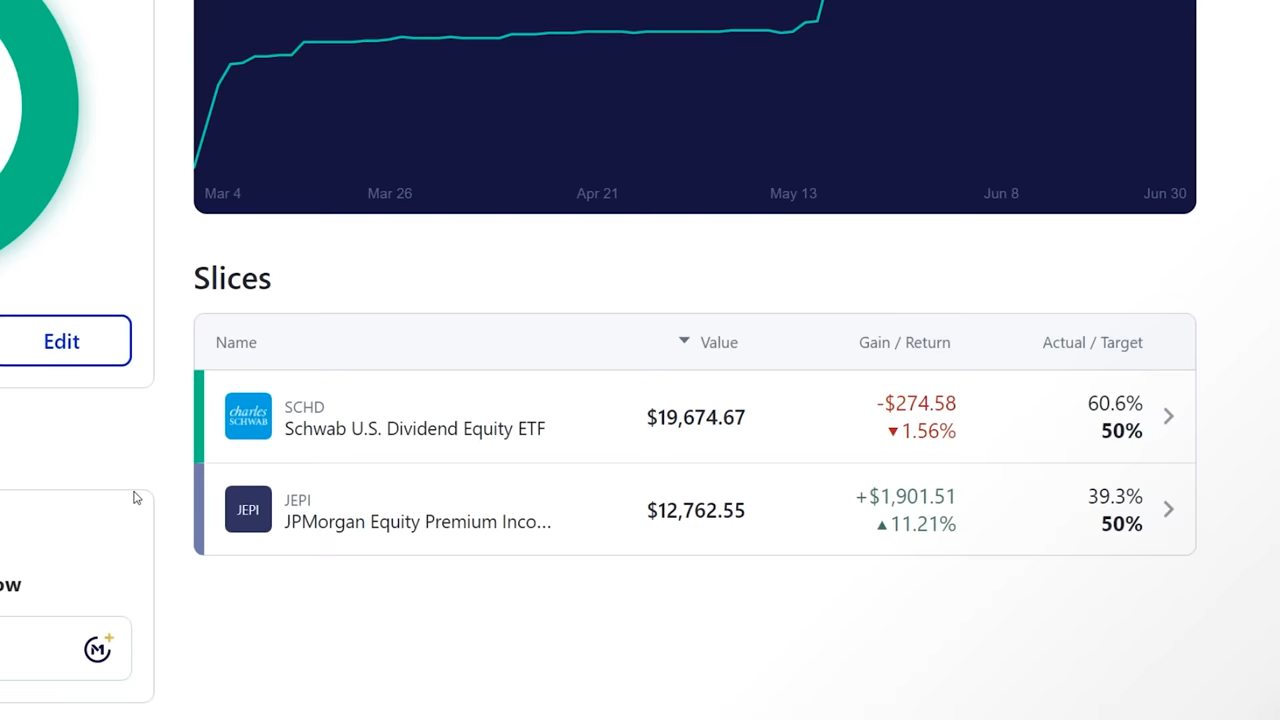 Mar 4 Mar 26 Apr 21 May 13 Jun 8 Jun 30
Slices
Edit
Name Value Gain / Return Actual / Target
charles SCHWAB
SCHD
Schwab U.S. Dividend Equity ETF
$19,674.67
-$274.58
▼1.56%
60.6%
50%
JEPI
JEPI
JPMorgan Equity Premium Inco...
$12,762.55
+$1,901.51
▲11.21%
39.3%
50%
ow
M+